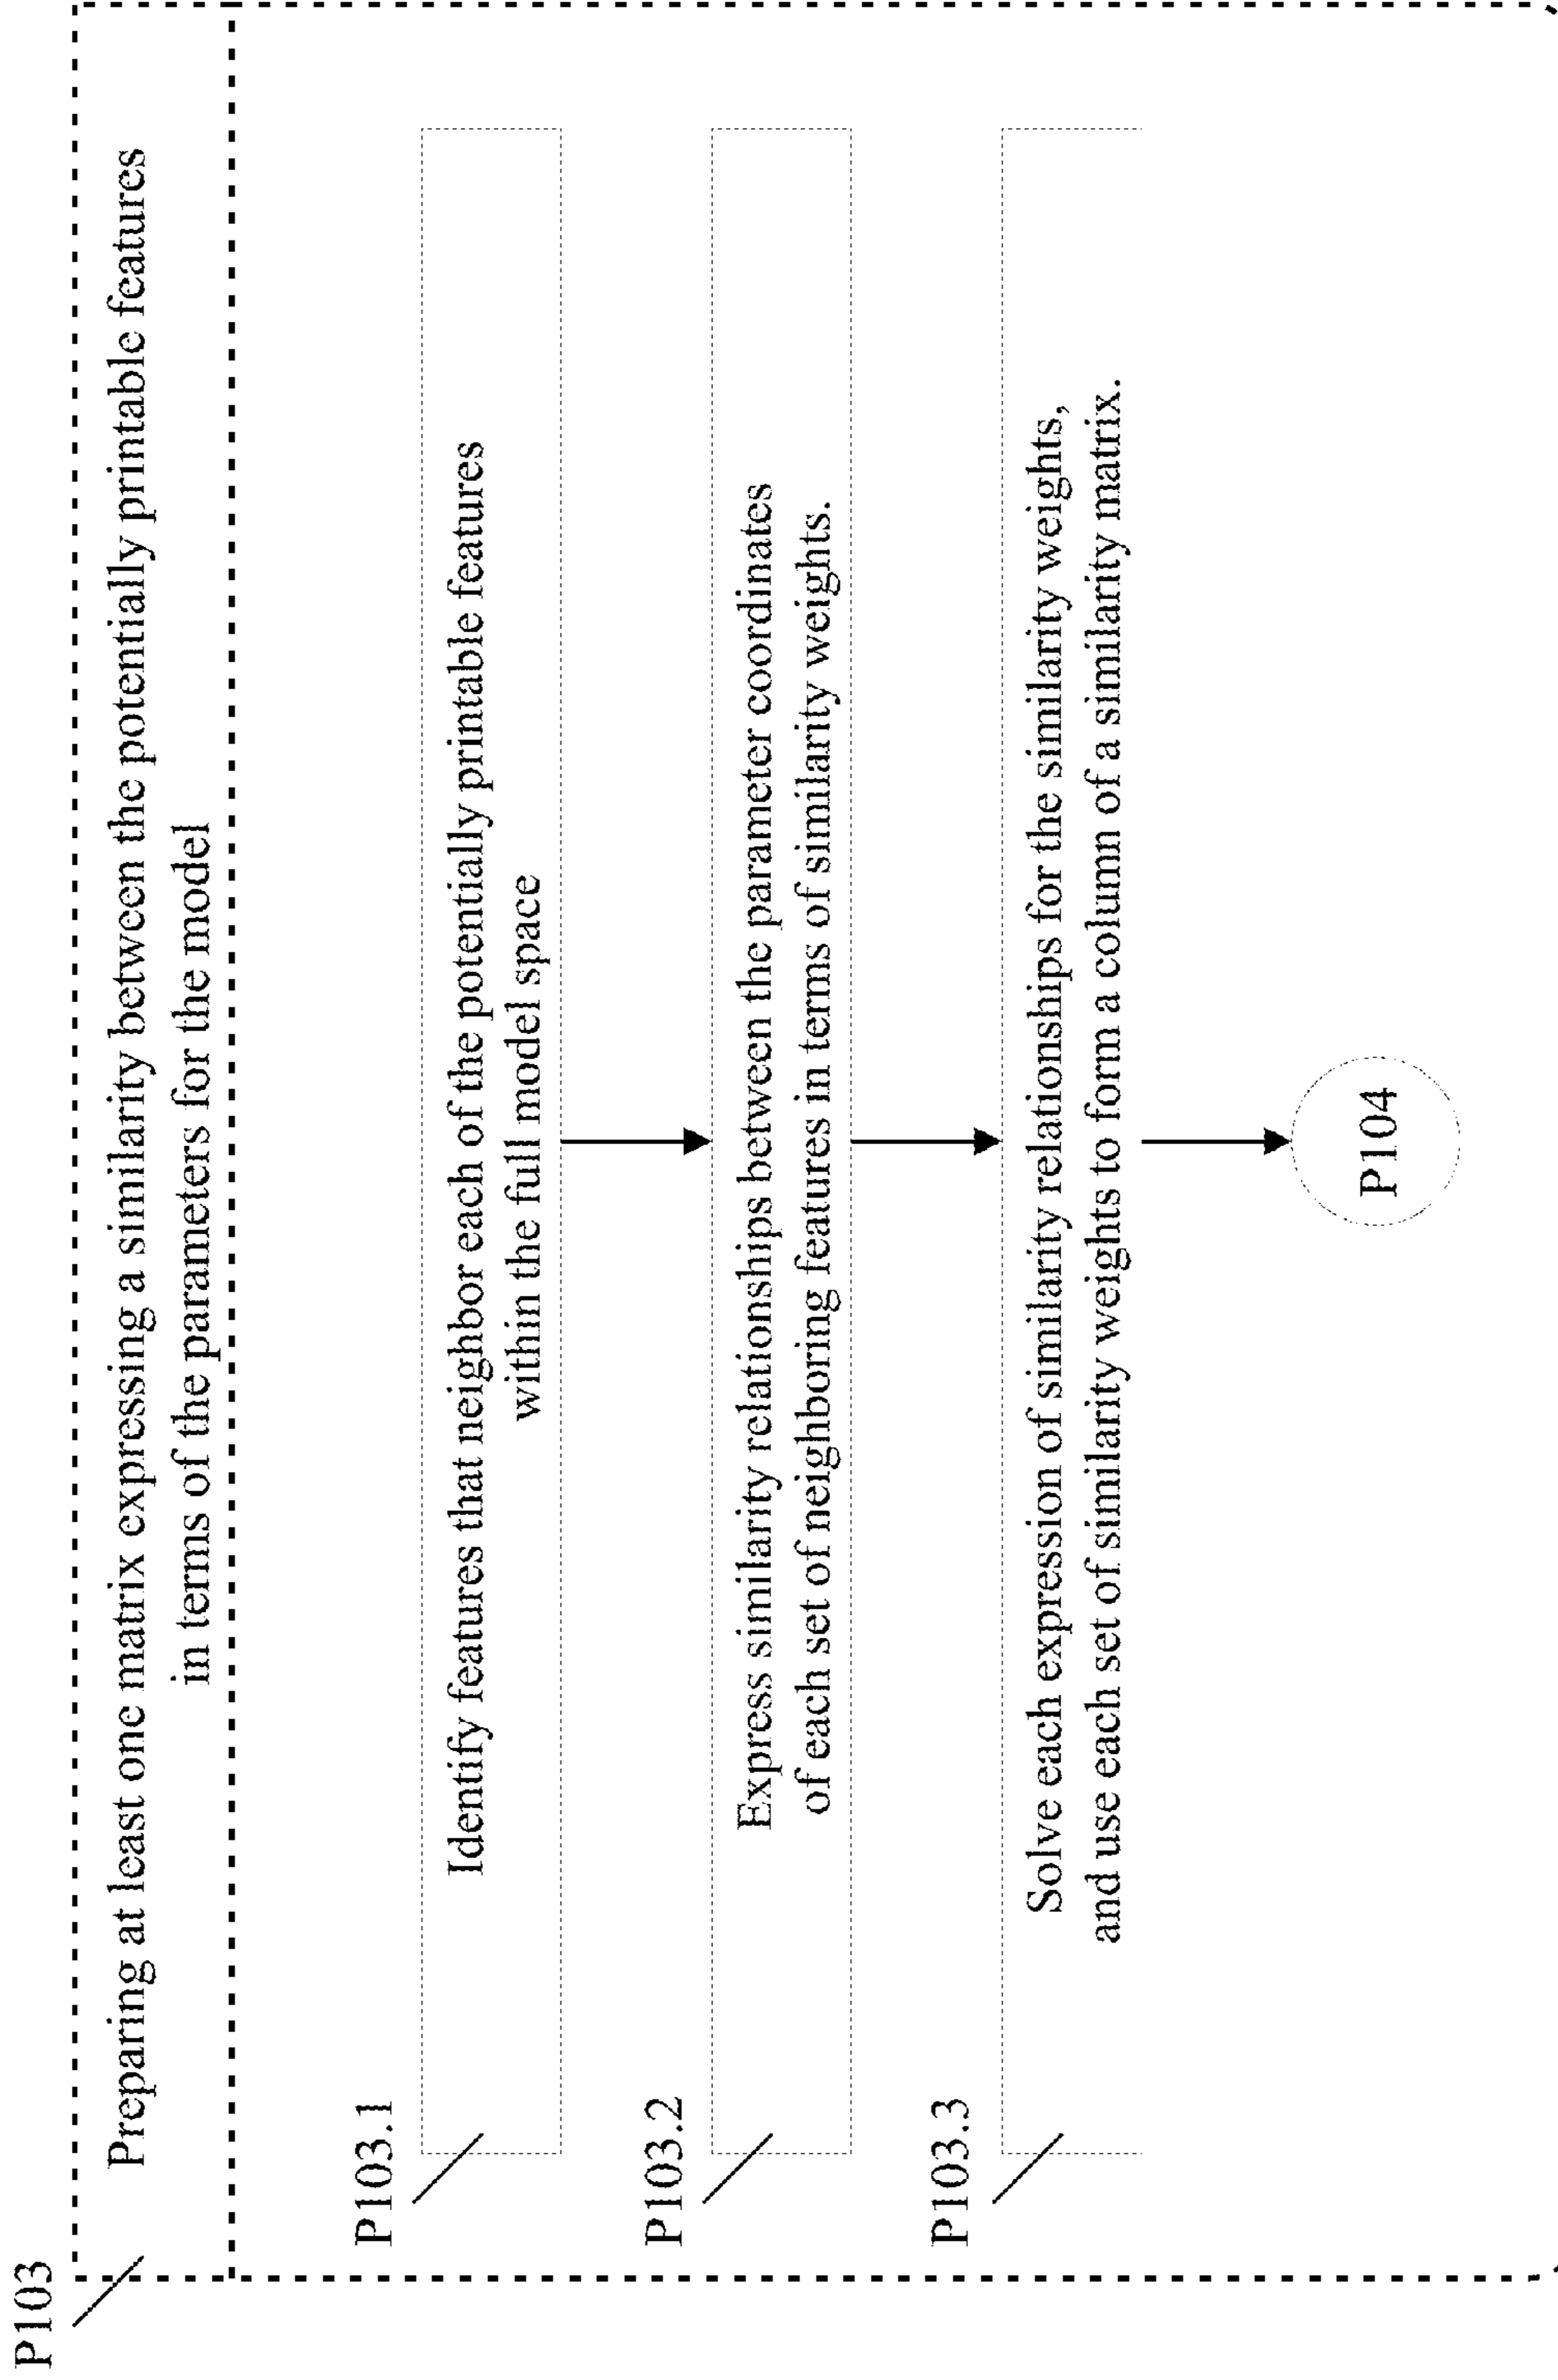 P103
Preparing at least one matrix expressing a similarity between the potentially printable features
in terms of the parameters for the model
P103.1
Identify features that neighbor each of the potentially printable features
within the full model space
P103.2
Express similarity relationships between the parameter coordinates
of each set of neighboring features in terms of similarity weights.
P103.3
Solve each expression of similarity relationships for the similarity weights,
and use each set of similarity weights to form a column of a similarity matrix.
P104